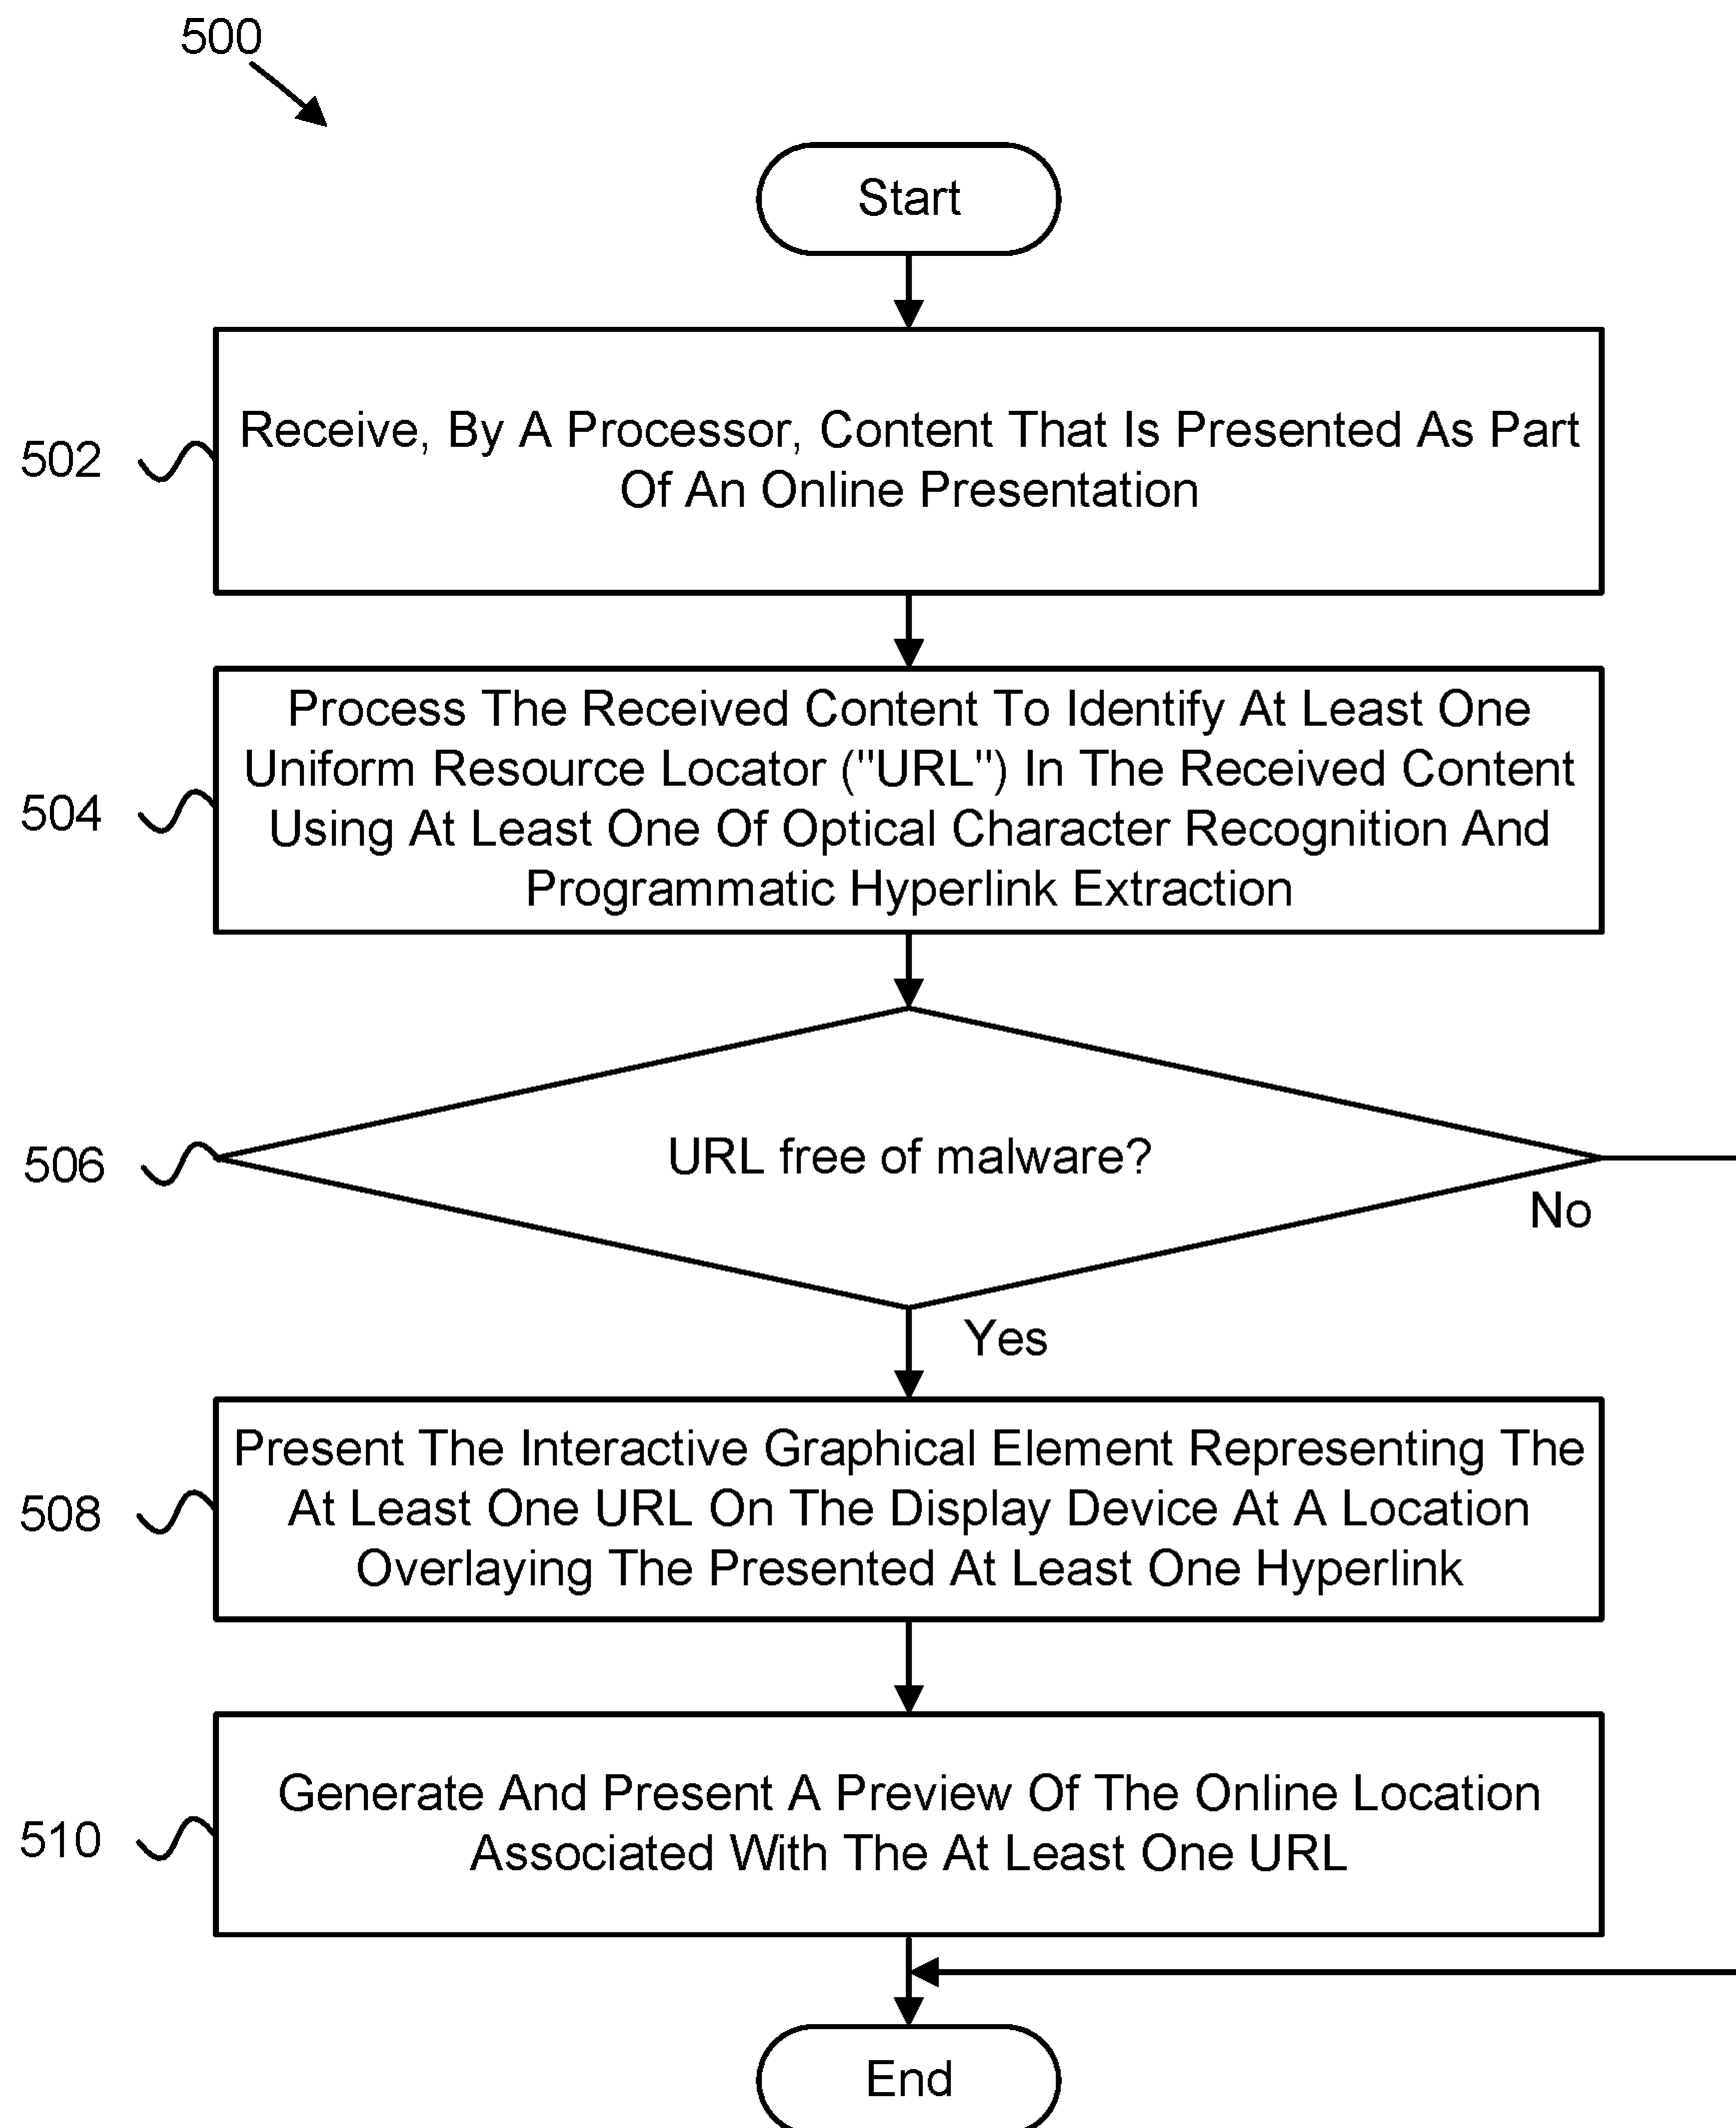 500
Start
502
Receive, By A Processor, Content That Is Presented As Part
Of An Online Presentation
504
Process The Received Content To Identify At Least One
Uniform Resource Locator ("URL") In The Received Content
Using At Least One Of Optical Character Recognition And
Programmatic Hyperlink Extraction
506
URL free of malware?
No
Yes
508
Present The Interactive Graphical Element Representing The
At Least One URL On The Display Device At A Location
Overlaying The Presented At Least One Hyperlink
510
Generate And Present A Preview Of The Online Location
Associated With The At Least One URL
End